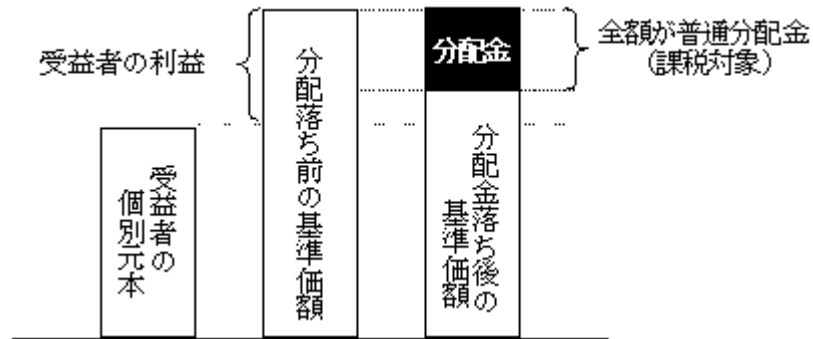 受益者の利益
分配落ち前の基準価額
分配金
全額が普通分配金
（課税対象）
受益者の
個別元本
分配金落ち後の
基準価額